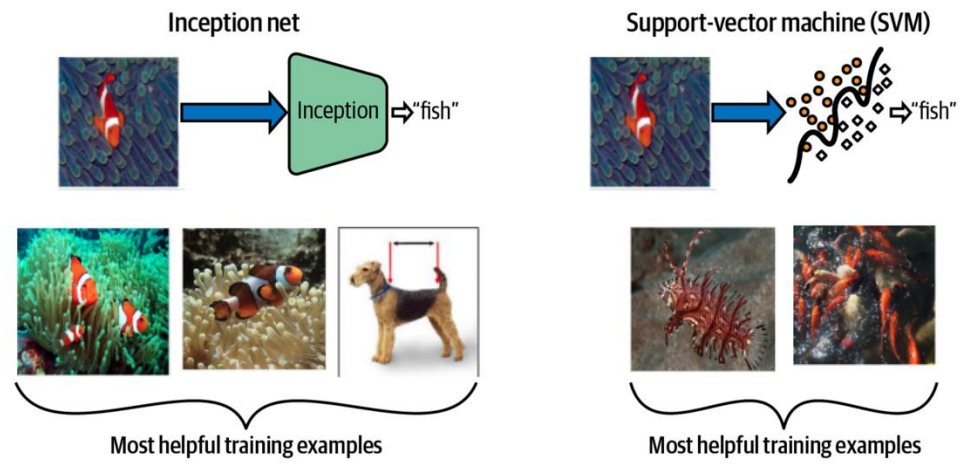 Inception net
Support-vector machine (SVM)
Inception
“fish”
“fish”
Most helpful training examples
Most helpful training examples